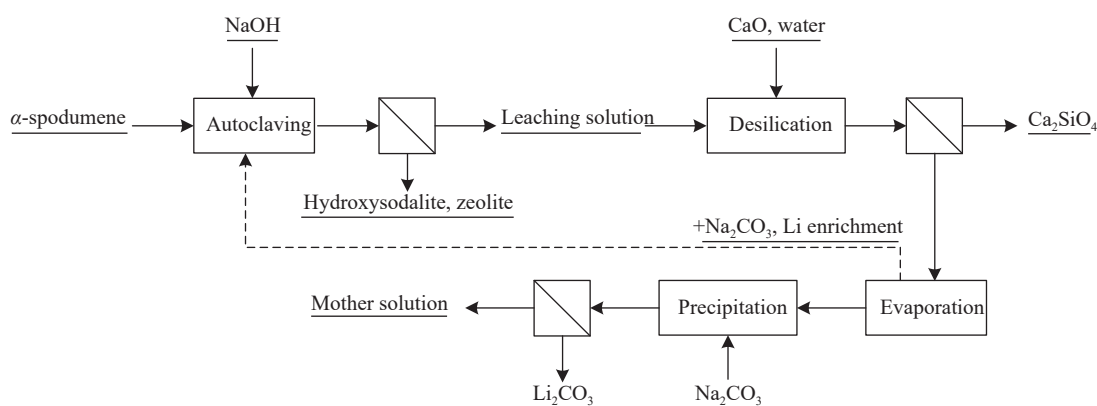 NaOH
CaO, water
α-spodumene
Autoclaving
Leaching solution
Desilication
Ca₂SiO₄
Hydroxysodalite, zeolite
+Na₂CO₃, Li enrichment
Mother solution
Precipitation
Evaporation
Li₂CO₃
Na₂CO₃